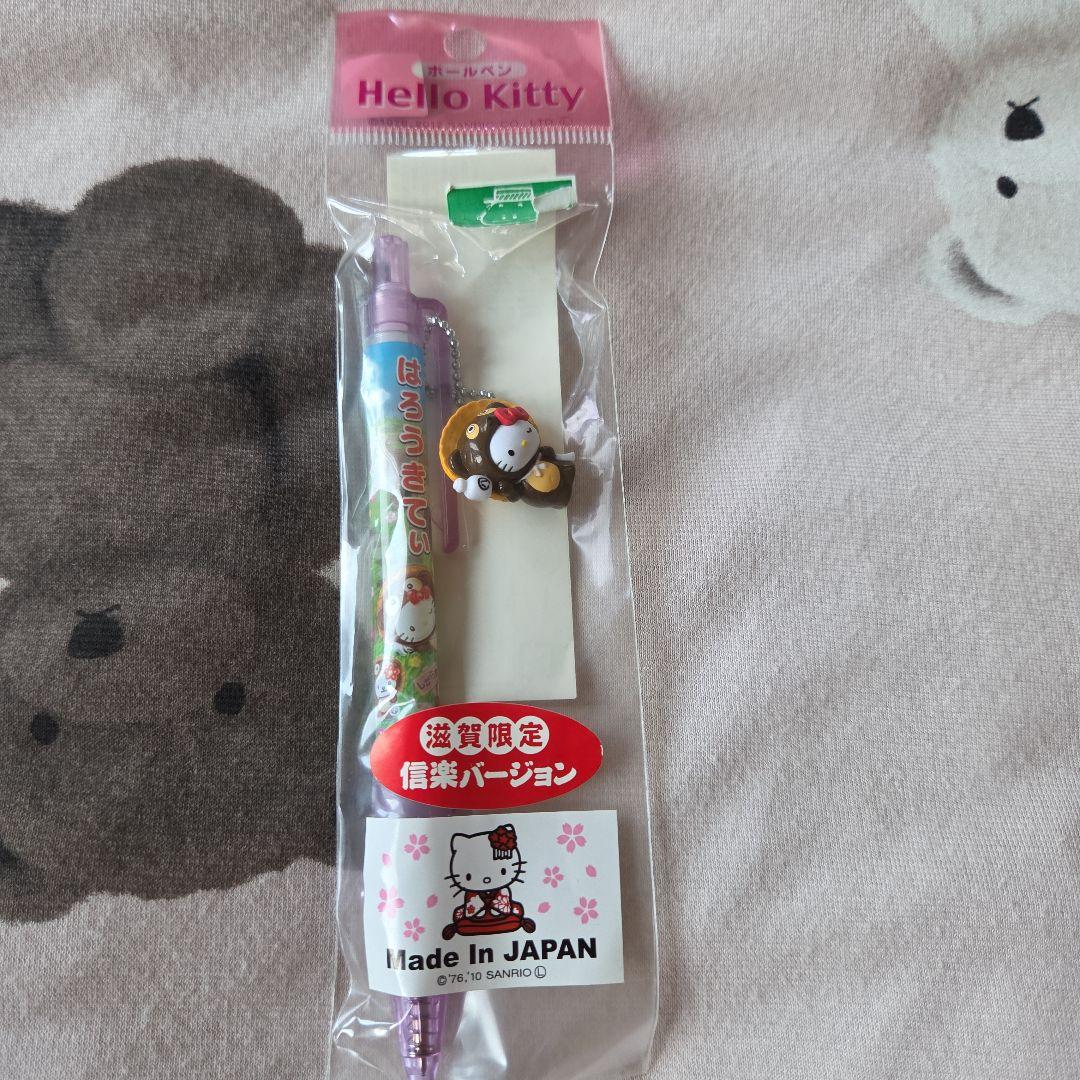 ボールペン
Hello Kitty
はろうきてぃ
滋賀限定
信楽バージョン
Made In JAPAN
©'76,'10 SANRIO Ⓛ